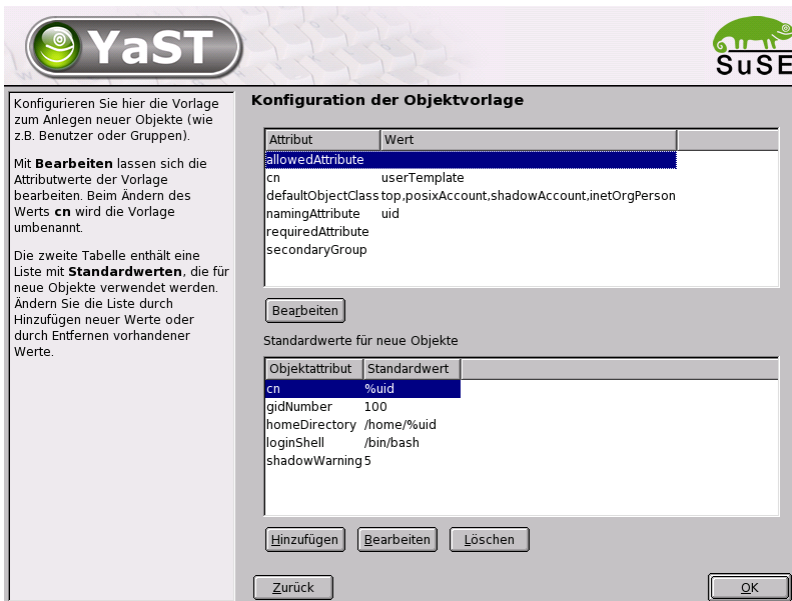 YaST
SuSE
Konfigurieren Sie hier die Vorlage
zum Anlegen neuer Objekte (wie
z.B. Benutzer oder Gruppen).
Mit Bearbeiten lassen sich die
Attributwerte der Vorlage
bearbeiten. Beim Ändern des
Werts cn wird die Vorlage
umbenannt.
Die zweite Tabelle enthält eine
Liste mit Standardwerten, die für
neue Objekte verwendet werden.
Ändern Sie die Liste durch
Hinzufügen neuer Werte oder
durch Entfernen vorhandener
Werte.
Konfiguration der Objektvorlage
Attribut Wert
allowedAttribute
cn userTemplate
defaultObjectClass top,posixAccount,shadowAccount,inetOrgPerson
namingAttribute uid
requiredAttribute
secondaryGroup
Bearbeiten
Standardwerte für neue Objekte
Objektattribut Standardwert
cn %uid
gidNumber 100
homeDirectory /home/%uid
loginShell /bin/bash
shadowWarning 5
Hinzufügen Bearbeiten Löschen
Zurück OK